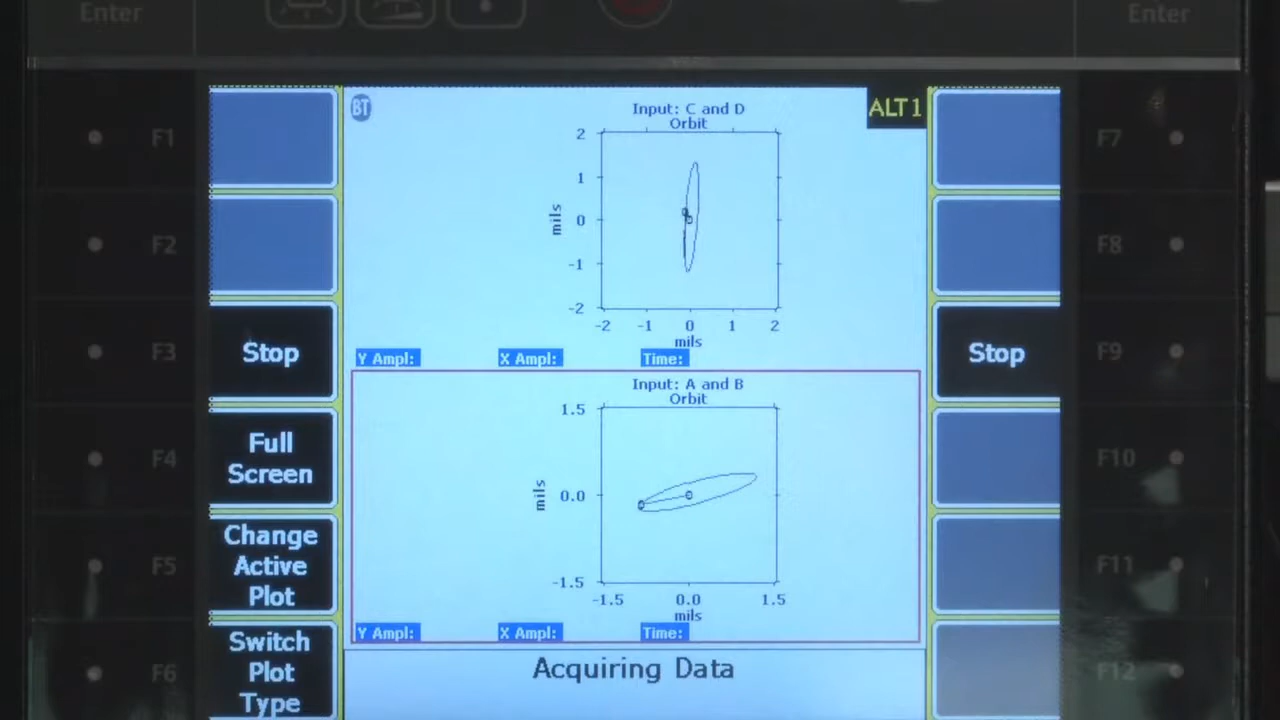 Enter
Enter
F1
F2
F3
F4
F5
F6
Stop
Full
Screen
Change
Active
Plot
Switch
Plot
Type
BT
ALT1
Input: C and D
Orbit
2
1
0
-1
-2
mils
-2 -1 0 1 2
mils
Y Ampl: X Ampl: Time:
Input: A and B
Orbit
1.5
0.0
-1.5
mils
-1.5 0.0 1.5
mils
Y Ampl: X Ampl: Time:
Acquiring Data
Stop
F7
F8
F9
F10
F11
F12